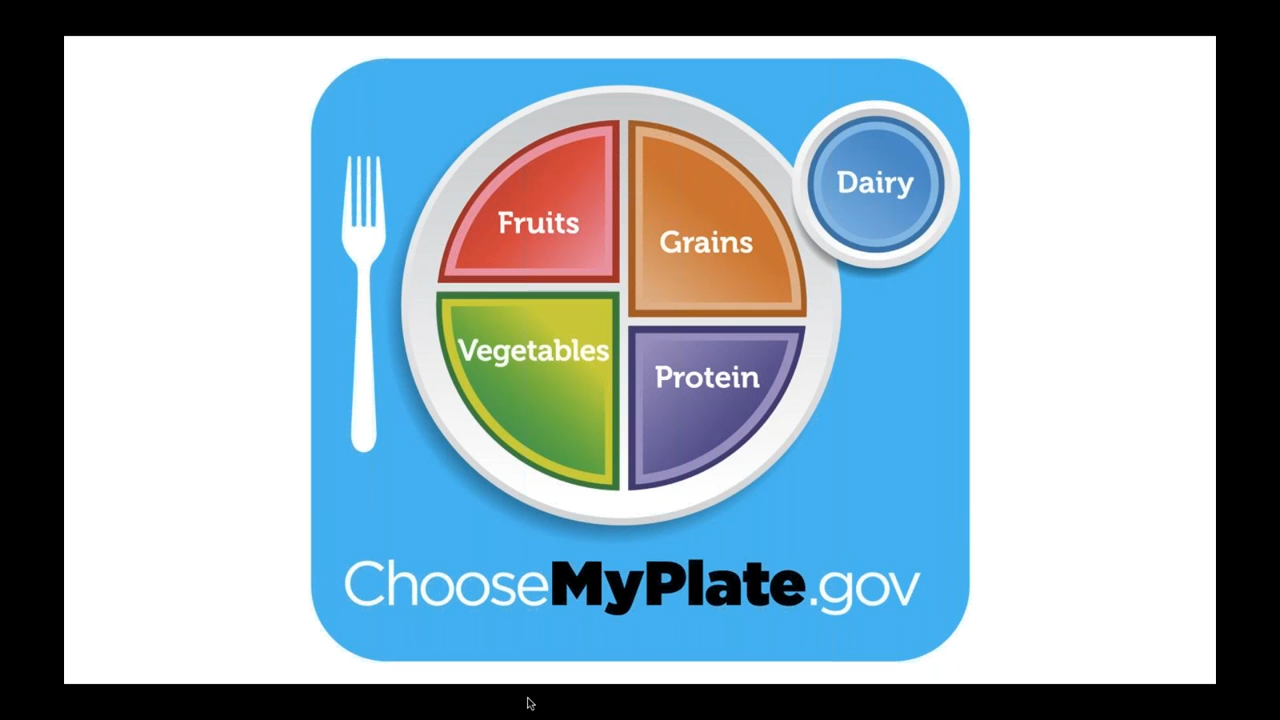 Dairy
Fruits
Grains
Vegetables
Protein
ChooseMyPlate.gov